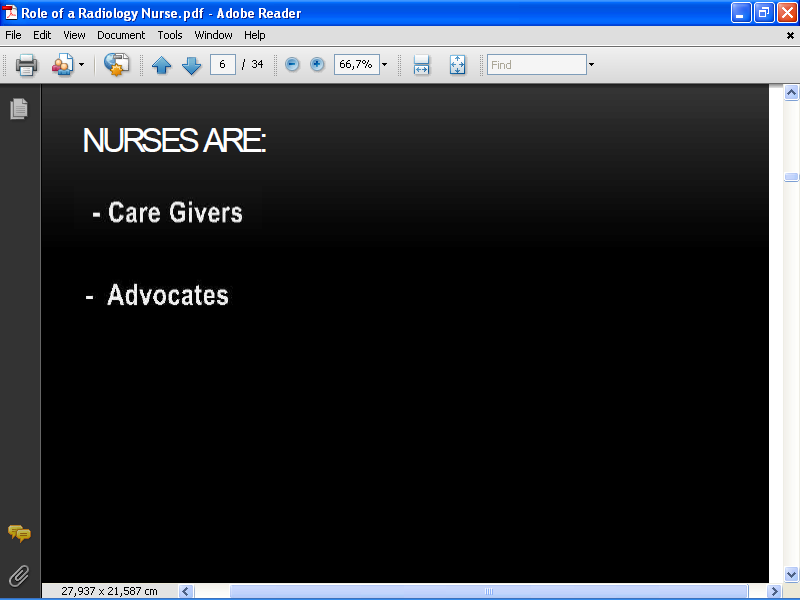 Role of a Radiology Nurse.pdf - Adobe Reader
File Edit View Document Tools Window Help
6 / 34 66,7% Find
NURSES ARE:
- Care Givers
- Advocates
27,937 x 21,587 cm